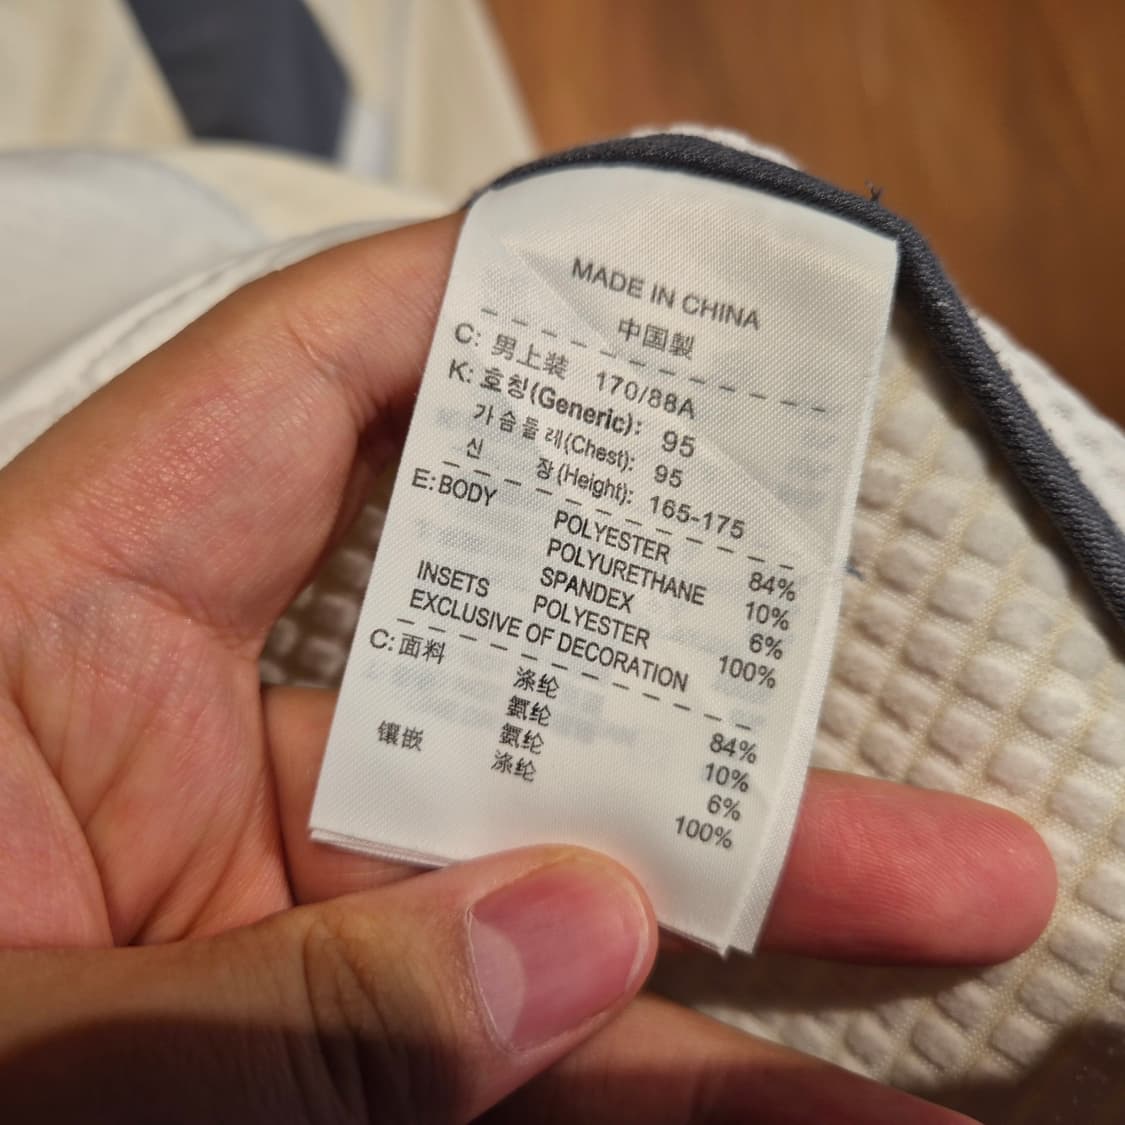 MADE IN CHINA
中国製
C: 男上装 170/88A
K: 호칭(Generic): 95
가슴둘레(Chest): 95
신 장(Height): 165-175
E: BODY POLYESTER 84%
POLYURETHANE 10%
SPANDEX 6%
INSETS POLYESTER 100%
EXCLUSIVE OF DECORATION
C: 面料 涤纶 84%
氨纶 10%
氨纶 6%
镶嵌 涤纶 100%